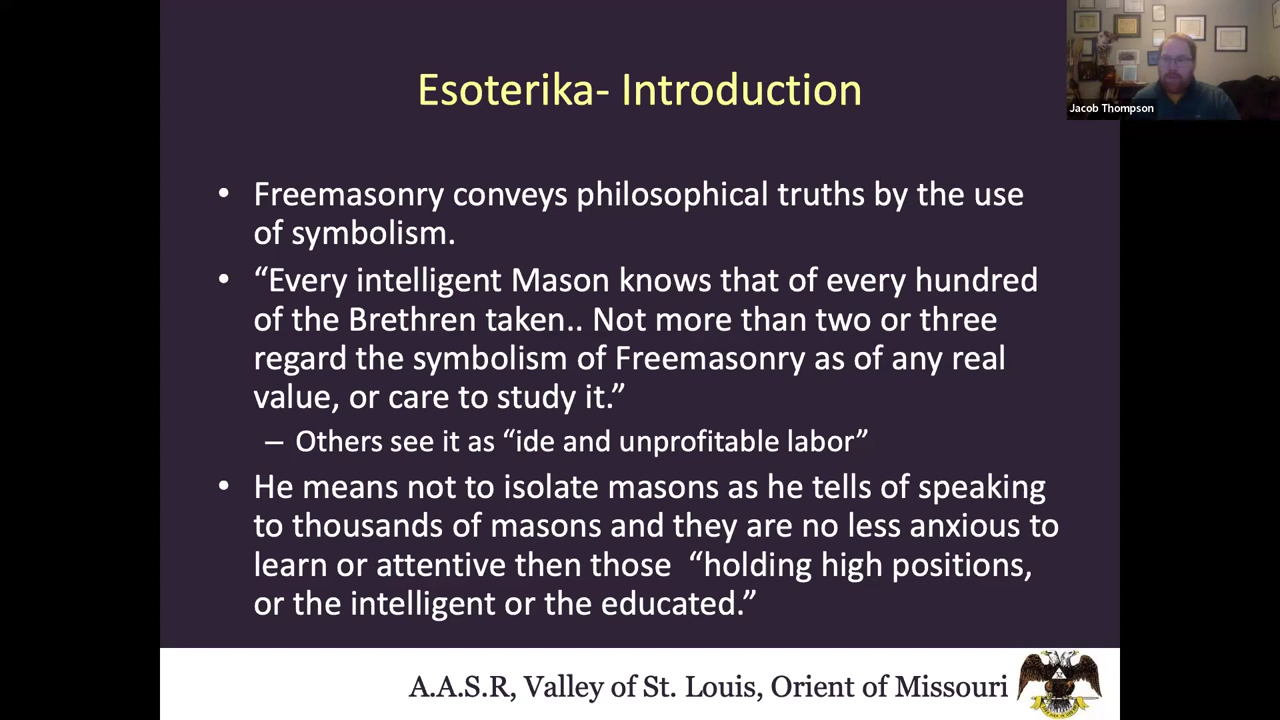 Esoterika- Introduction
Jacob Thompson
• Freemasonry conveys philosophical truths by the use
of symbolism.
• “Every intelligent Mason knows that of every hundred
of the Brethren taken.. Not more than two or three
regard the symbolism of Freemasonry as of any real
value, or care to study it.”
– Others see it as “ide and unprofitable labor”
• He means not to isolate masons as he tells of speaking
to thousands of masons and they are no less anxious to
learn or attentive then those “holding high positions,
or the intelligent or the educated.”
A.A.S.R, Valley of St. Louis, Orient of Missouri